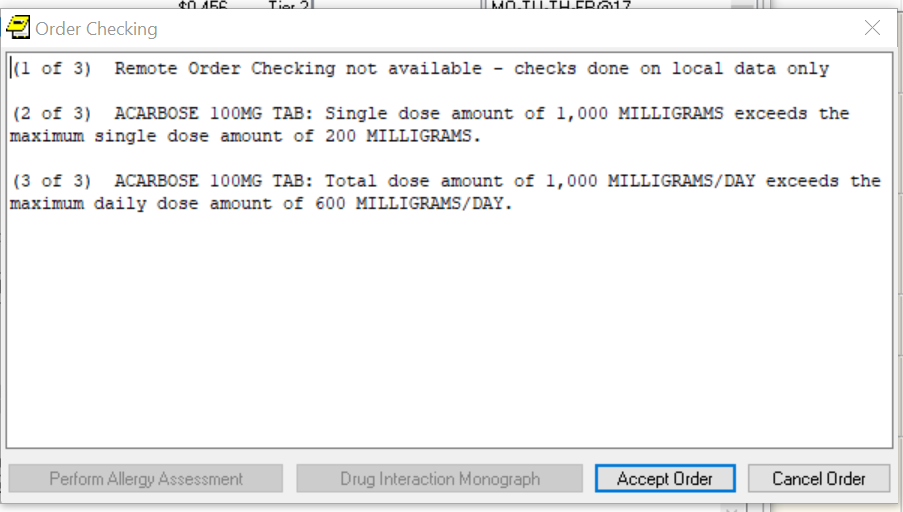 $0.456 Tier 2 MO-TU-TH-FR@17
Order Checking
(1 of 3) Remote Order Checking not available - checks done on local data only
(2 of 3) ACARBOSE 100MG TAB: Single dose amount of 1,000 MILLIGRAMS exceeds the
maximum single dose amount of 200 MILLIGRAMS.
(3 of 3) ACARBOSE 100MG TAB: Total dose amount of 1,000 MILLIGRAMS/DAY exceeds the
maximum daily dose amount of 600 MILLIGRAMS/DAY.
Perform Allergy Assessment Drug Interaction Monograph Accept Order Cancel Order